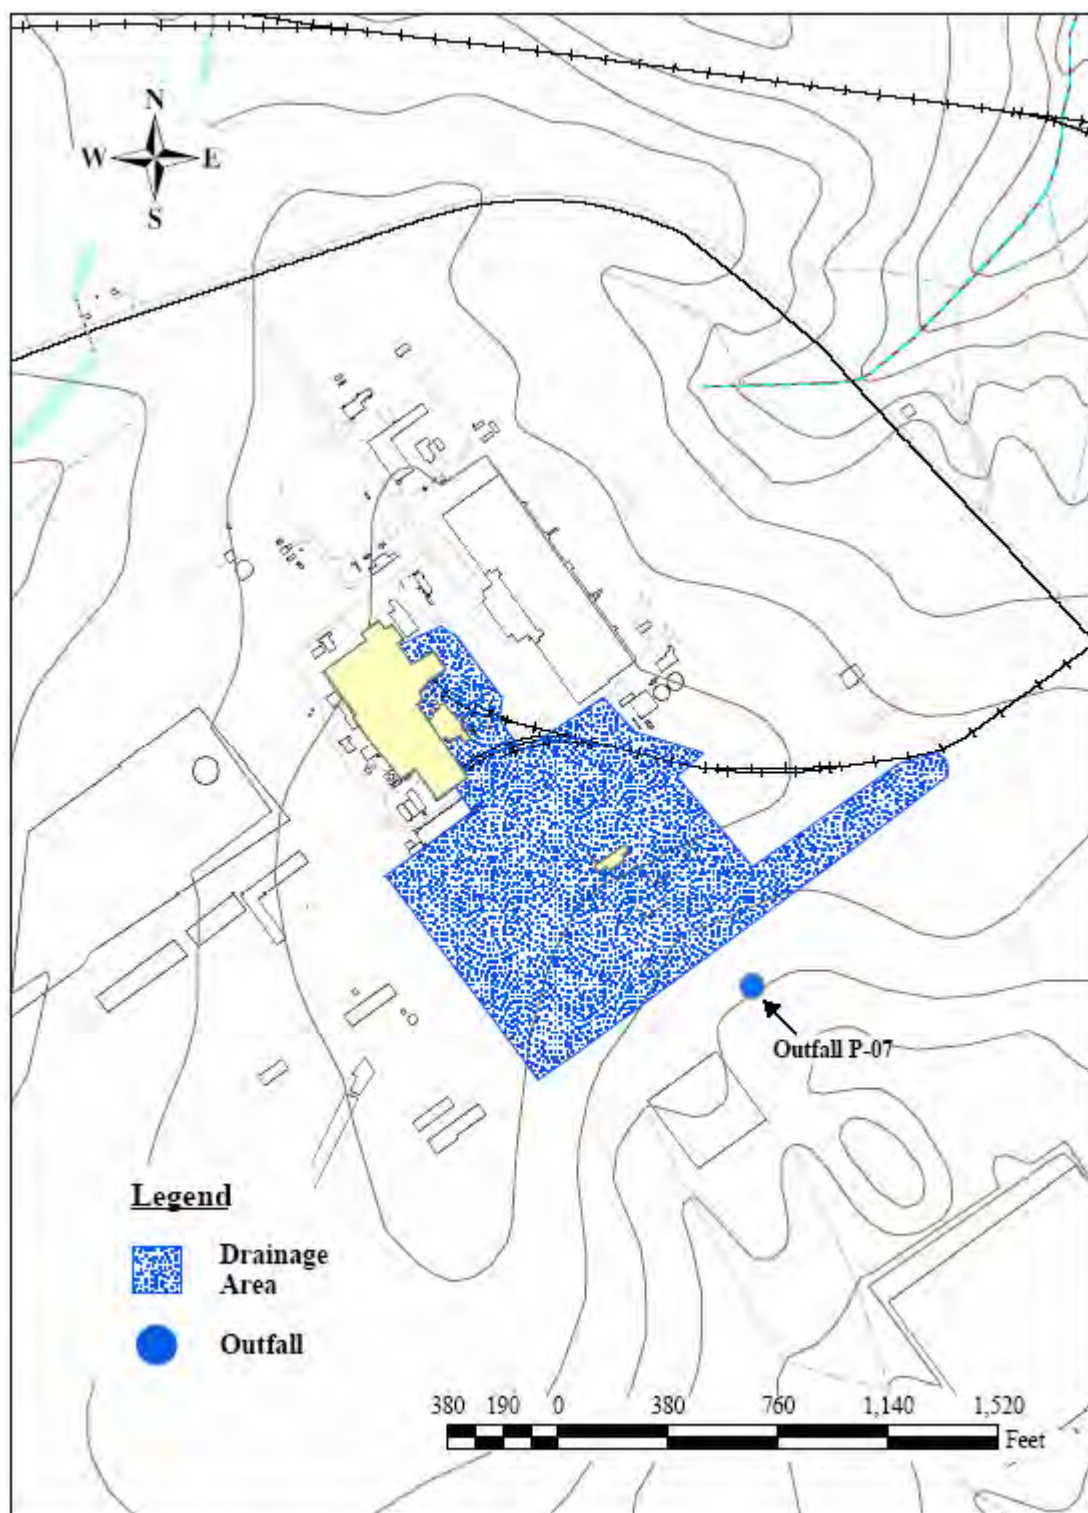 N
W E
S
Outfall P-07
Legend
Drainage
Area
Outfall
380 190 0 380 760 1,140 1,520
Feet